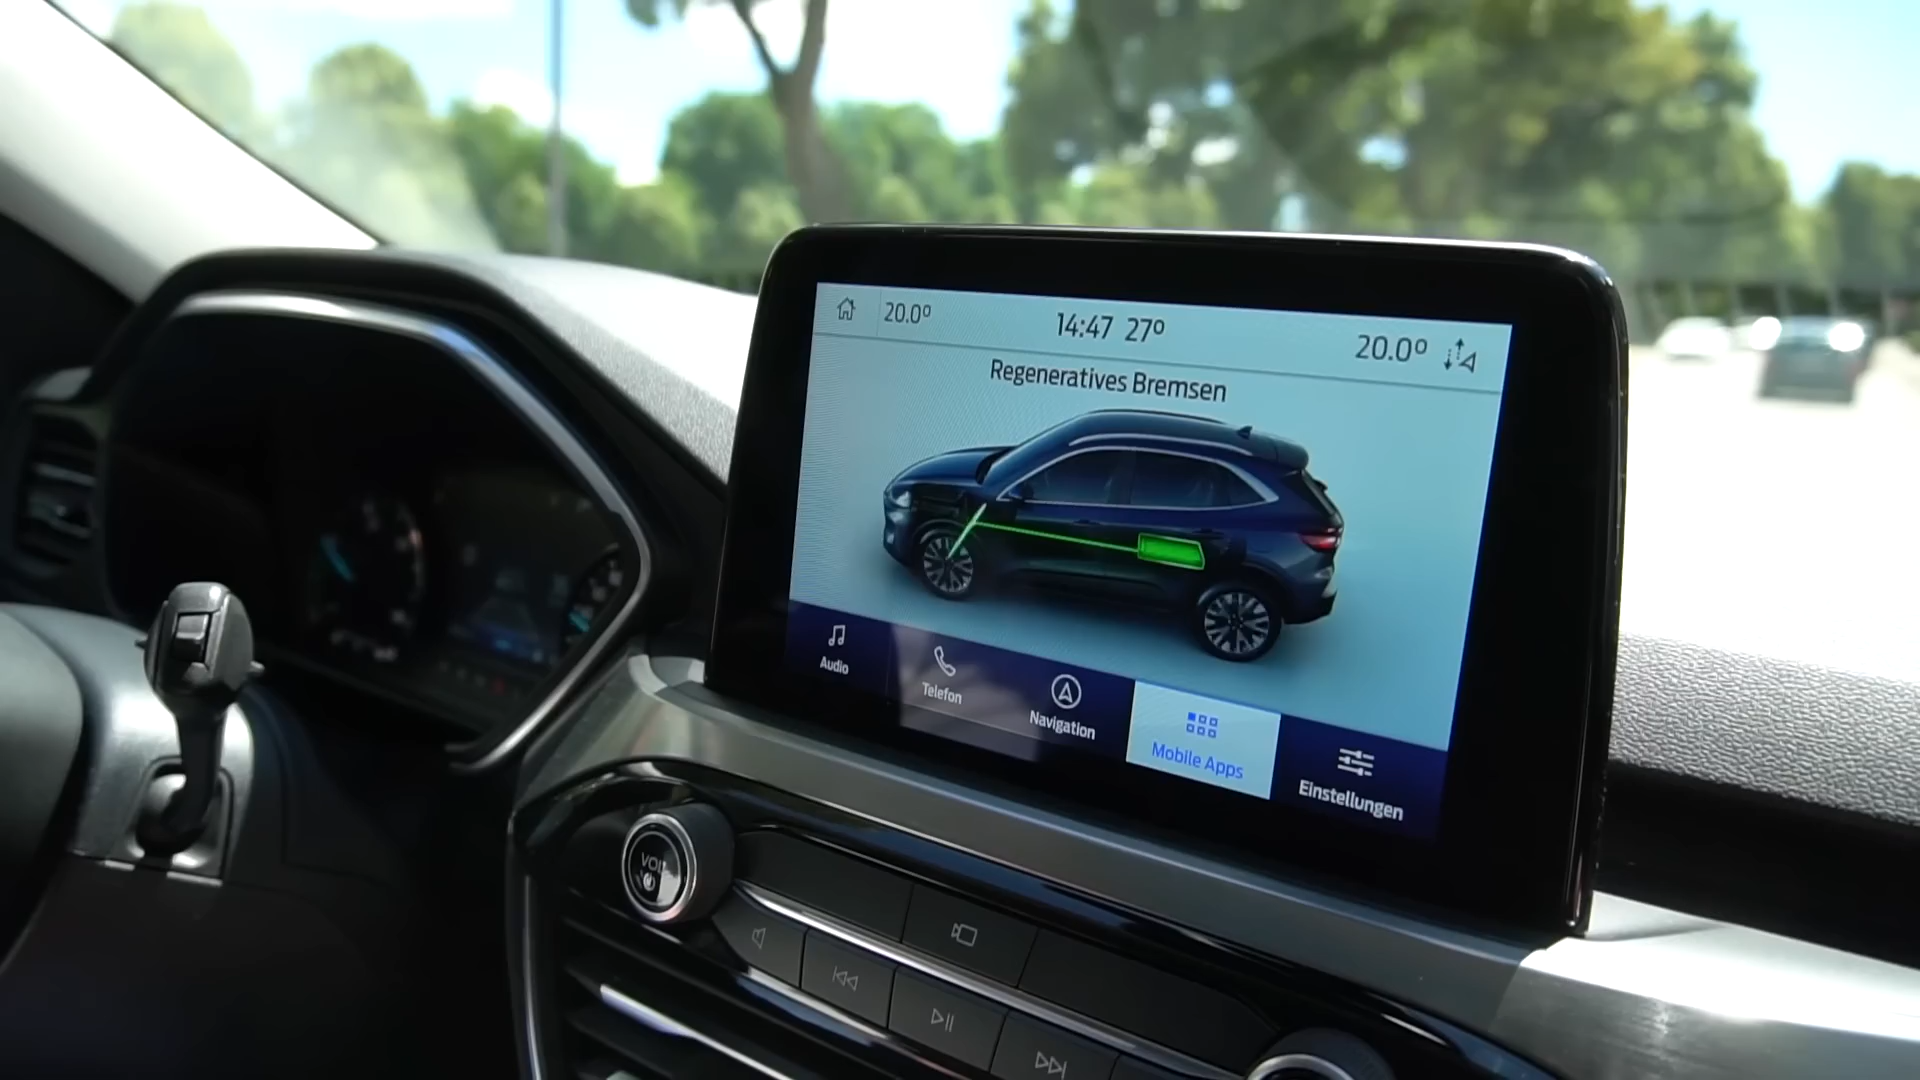 20.0º 14:47 27º 20.0º
Regeneratives Bremsen
Audio
Telefon
Navigation
Mobile Apps
Einstellungen
VOL